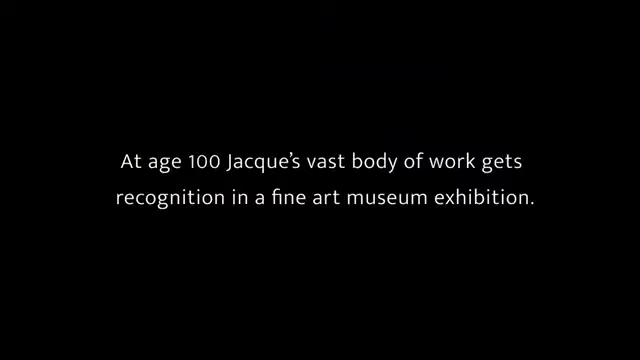 At age 100 Jacque’s vast body of work gets
recognition in a fine art museum exhibition.